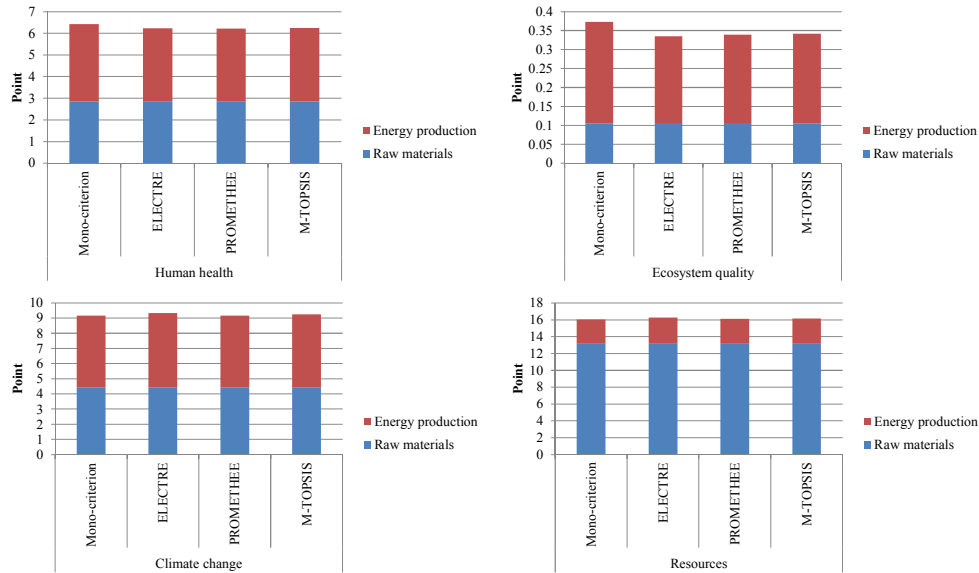 7
6
5
4
3
2
1
0
Point
Energy production
Raw materials
Mono-criterion
ELECTRE
PROMETHEE
M-TOPSIS
Human health
0.4
0.35
0.3
0.25
0.2
0.15
0.1
0.05
0
Point
Energy production
Raw materials
Mono-criterion
ELECTRE
PROMETHEE
M-TOPSIS
Ecosystem quality
10
9
8
7
6
5
4
3
2
1
0
Point
Energy production
Raw materials
Mono-criterion
ELECTRE
PROMETHEE
M-TOPSIS
Climate change
18
16
14
12
10
8
6
4
2
0
Point
Energy production
Raw materials
Mono-criterion
ELECTRE
PROMETHEE
M-TOPSIS
Resources